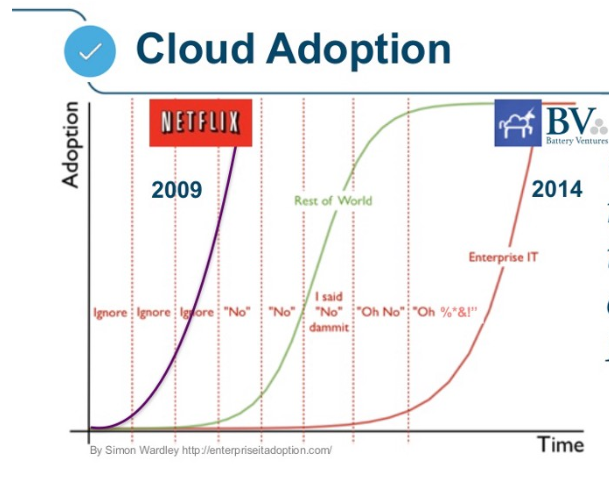 Cloud Adoption
Adoption
NETFLIX
BV
Battery Ventures
2009
2014
Rest of World
Enterprise IT
Ignore
Ignore
Ignore
"No"
"No"
I said
"No"
dammit
"Oh No"
"Oh %*&!"
Time
By Simon Wardley http://enterpriseitadoption.com/